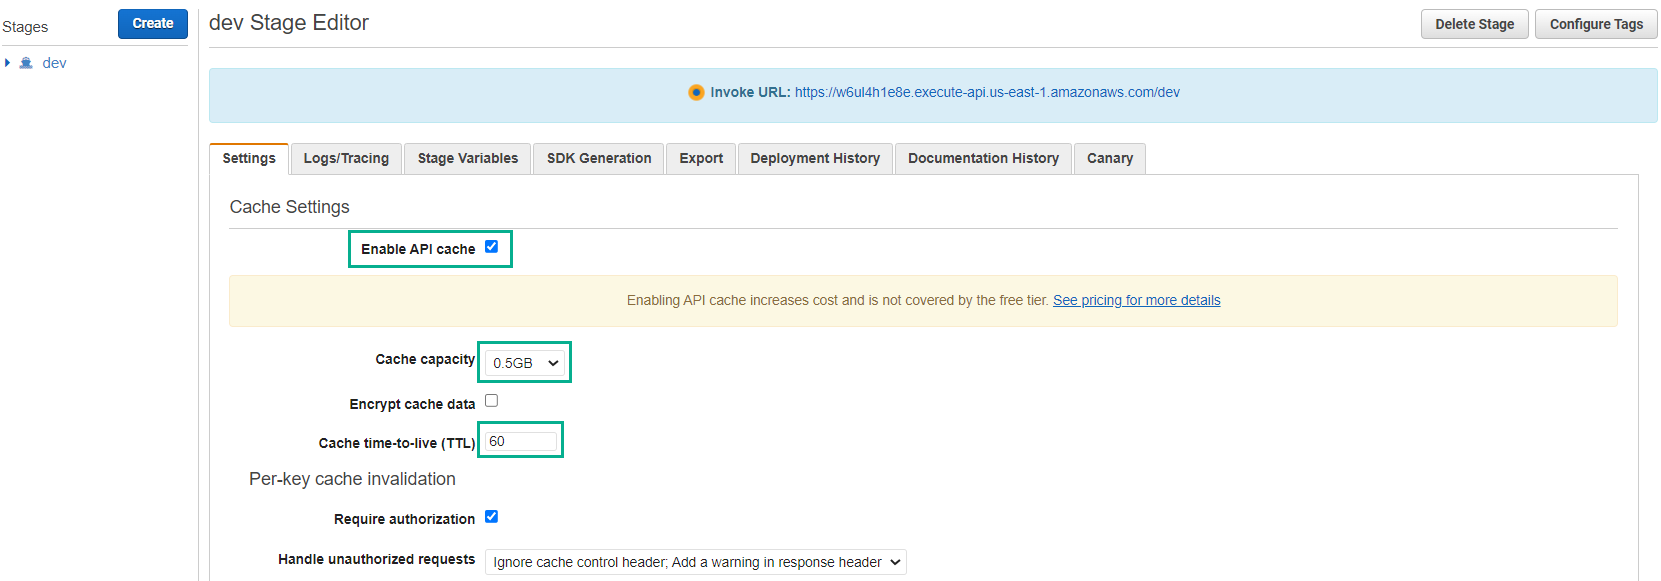 Stages
Create
dev
dev Stage Editor
Delete Stage
Configure Tags
Invoke URL: https://w6ul4h1e8e.execute-api.us-east-1.amazonaws.com/dev
Settings
Logs/Tracing
Stage Variables
SDK Generation
Export
Deployment History
Documentation History
Canary
Cache Settings
Enable API cache
Enabling API cache increases cost and is not covered by the free tier. See pricing for more details
Cache capacity 0.5GB
Encrypt cache data
Cache time-to-live (TTL) 60
Per-key cache invalidation
Require authorization
Handle unauthorized requests Ignore cache control header; Add a warning in response header